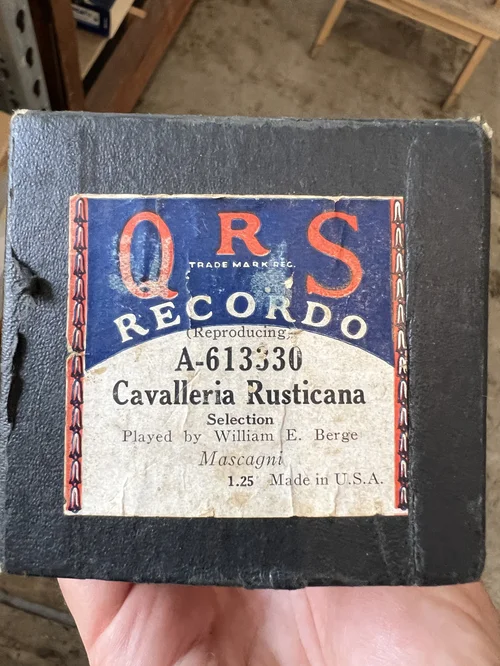 QRS
TRADE MARK REG.
RECORDO
(Reproducing)
A-613330
Cavalleria Rusticana
Selection
Played by William E. Berge
Mascagni
1.25 Made in U.S.A.